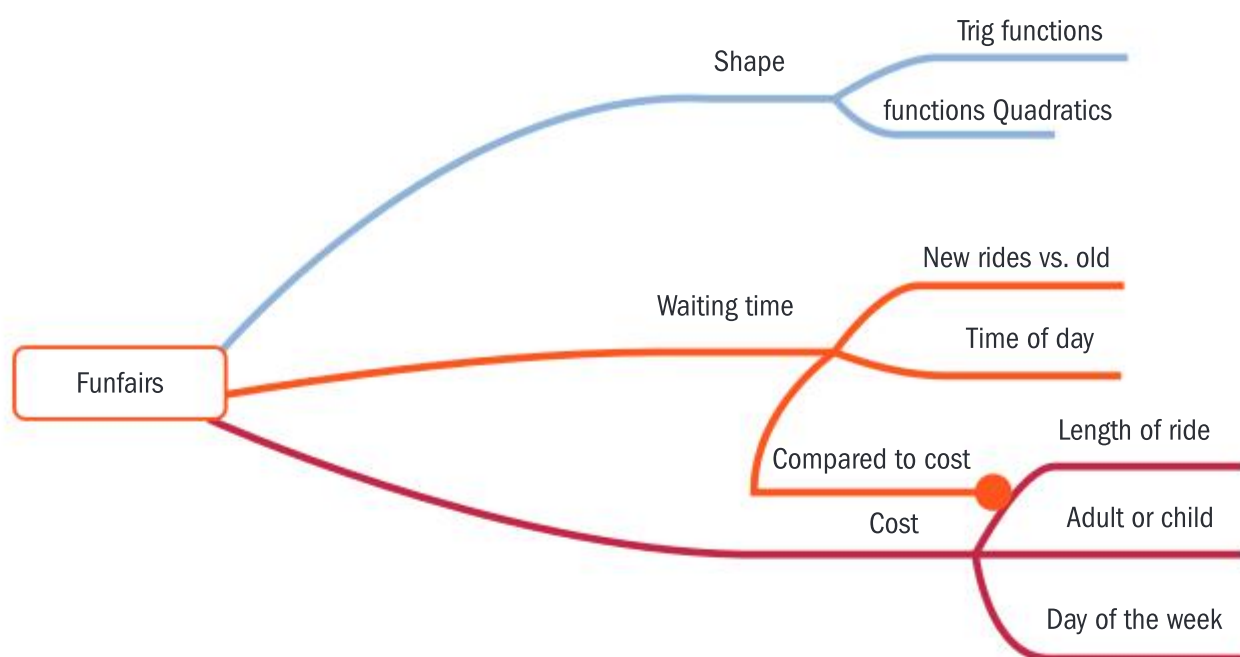 Trig functions
Shape
functions Quadratics
New rides vs. old
Waiting time
Time of day
Funfairs
Length of ride
Compared to cost
Adult or child
Cost
Day of the week